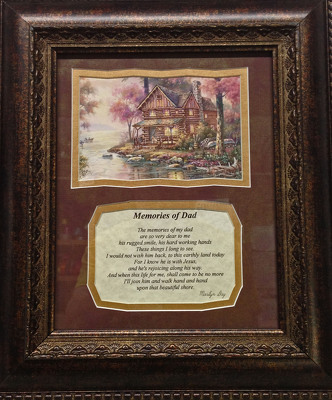 Memories of Dad
The memories of my dad
are so very dear to me
his rugged smile, his hard working hands
These things I long to see.
I would not wish him back, to this earthly land today
For I know he is with Jesus,
and he's rejoicing along his way.
And when this life for me, shall come to be no more
I'll join him and walk hand and hand
upon that beautiful shore.